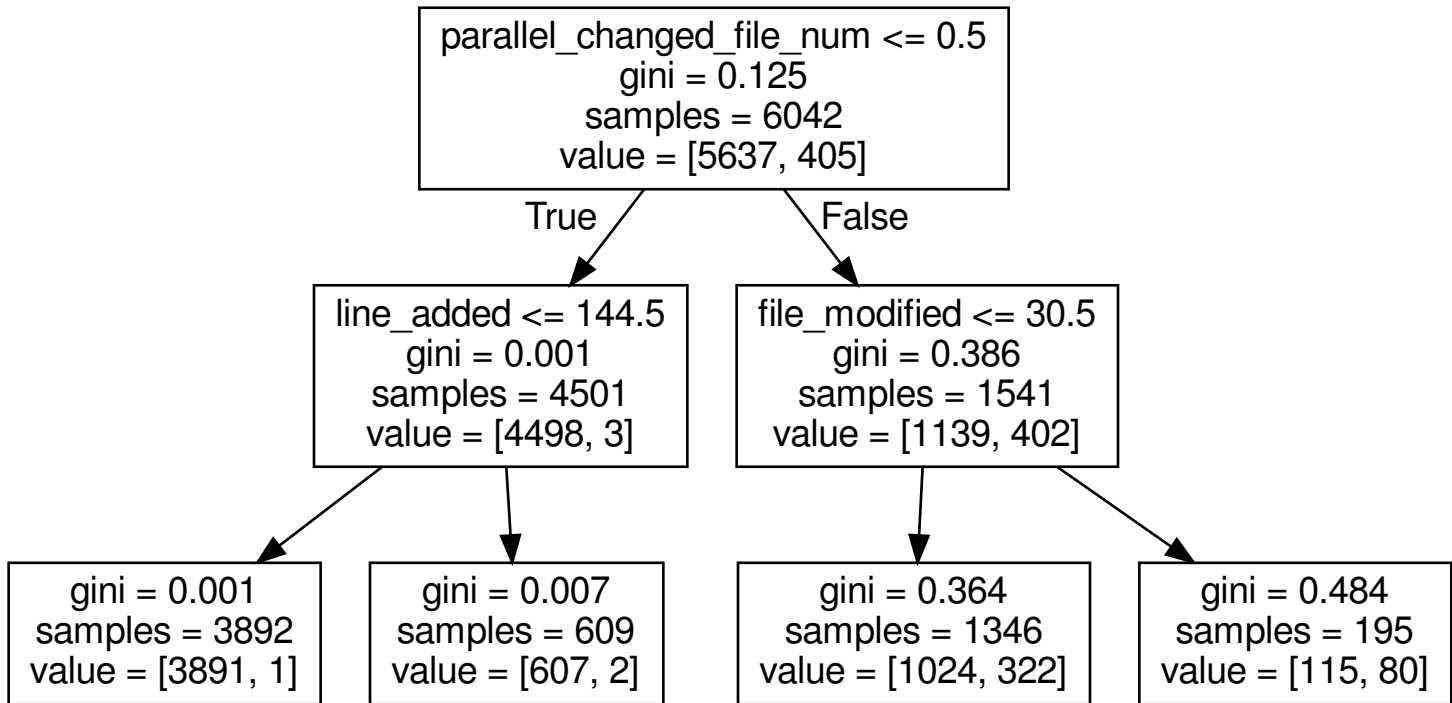 parallel_changed_file_num <= 0.5
gini = 0.125
samples = 6042
value = [5637, 405]
True
False
line_added <= 144.5
gini = 0.001
samples = 4501
value = [4498, 3]
file_modified <= 30.5
gini = 0.386
samples = 1541
value = [1139, 402]
gini = 0.001
samples = 3892
value = [3891, 1]
gini = 0.007
samples = 609
value = [607, 2]
gini = 0.364
samples = 1346
value = [1024, 322]
gini = 0.484
samples = 195
value = [115, 80]